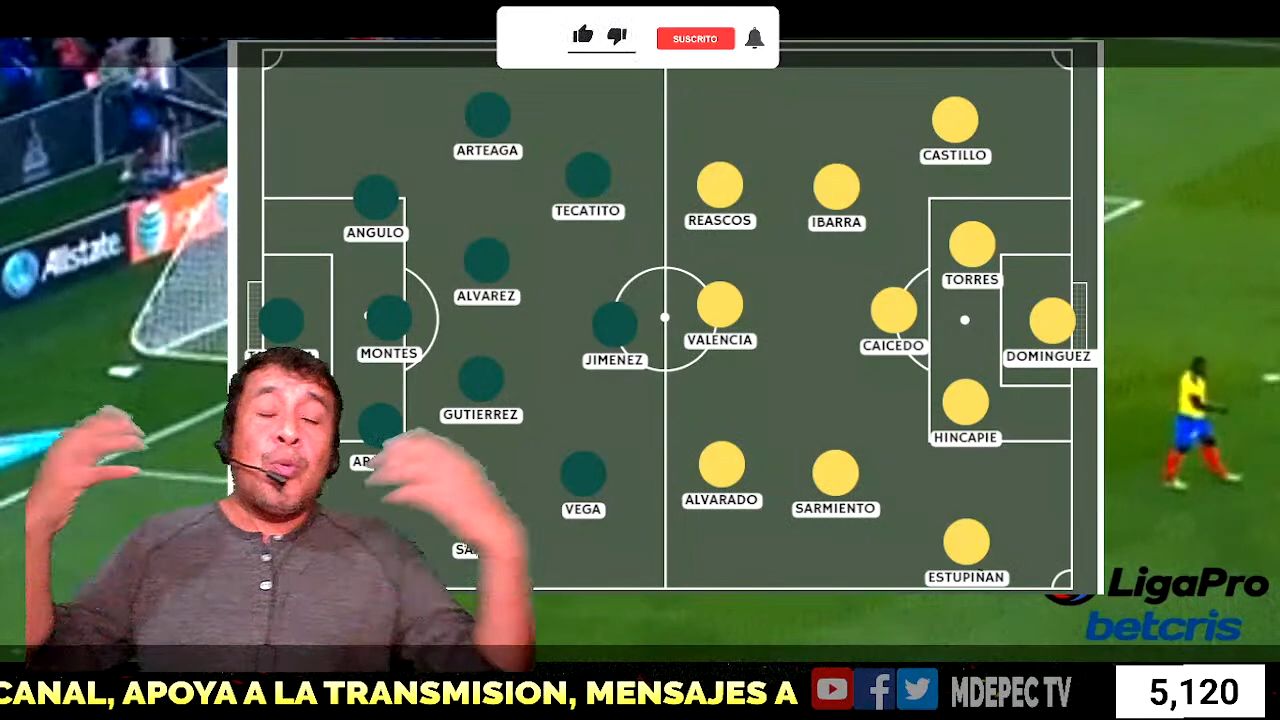 SUSCRITO
ARTEAGA
CASTILLO
TECATITO
REASCOS
IBARRA
ANGULO
Allstate
TORRES
ALVAREZ
VALENCIA
CAICEDO
DOMINGUEZ
MONTES
JIMENEZ
GUTIERREZ
HINCAPIE
ALVARADO
SARMIENTO
VEGA
ESTUPIÑAN
LigaPro
betcris
CANAL, APOYA A LA TRANSMISION, MENSAJES A
MDEPEC TV
5,120